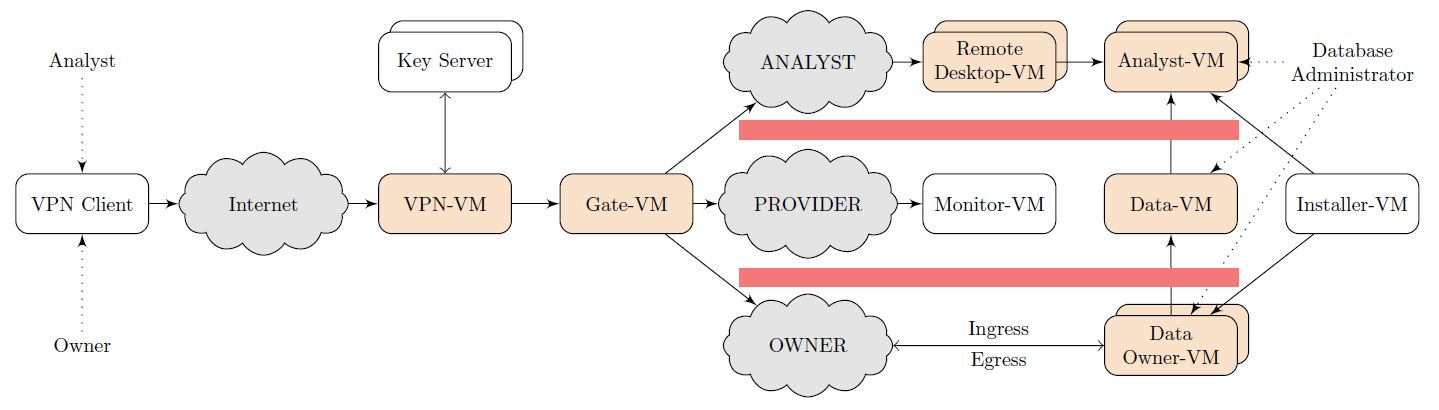 Analyst
Key Server
ANALYST
Remote
Desktop-VM
Analyst-VM
Database
Administrator
VPN Client
Internet
VPN-VM
Gate-VM
PROVIDER
Monitor-VM
Data-VM
Installer-VM
Owner
OWNER
Ingress
Egress
Data
Owner-VM